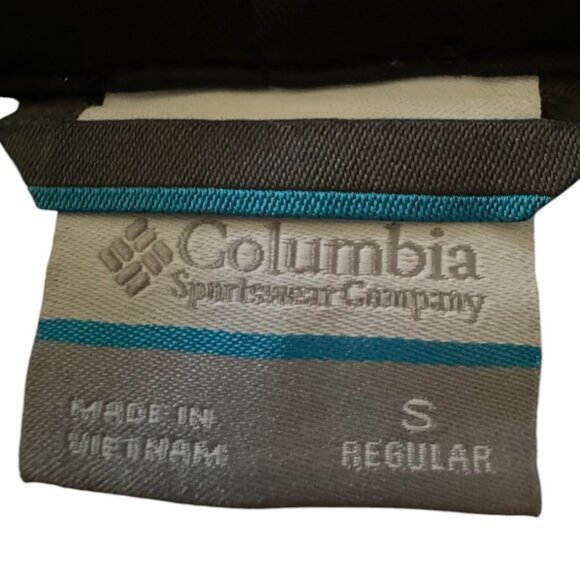 Columbia
Sportswear Company
MADE IN
VIETNAM
S
REGULAR